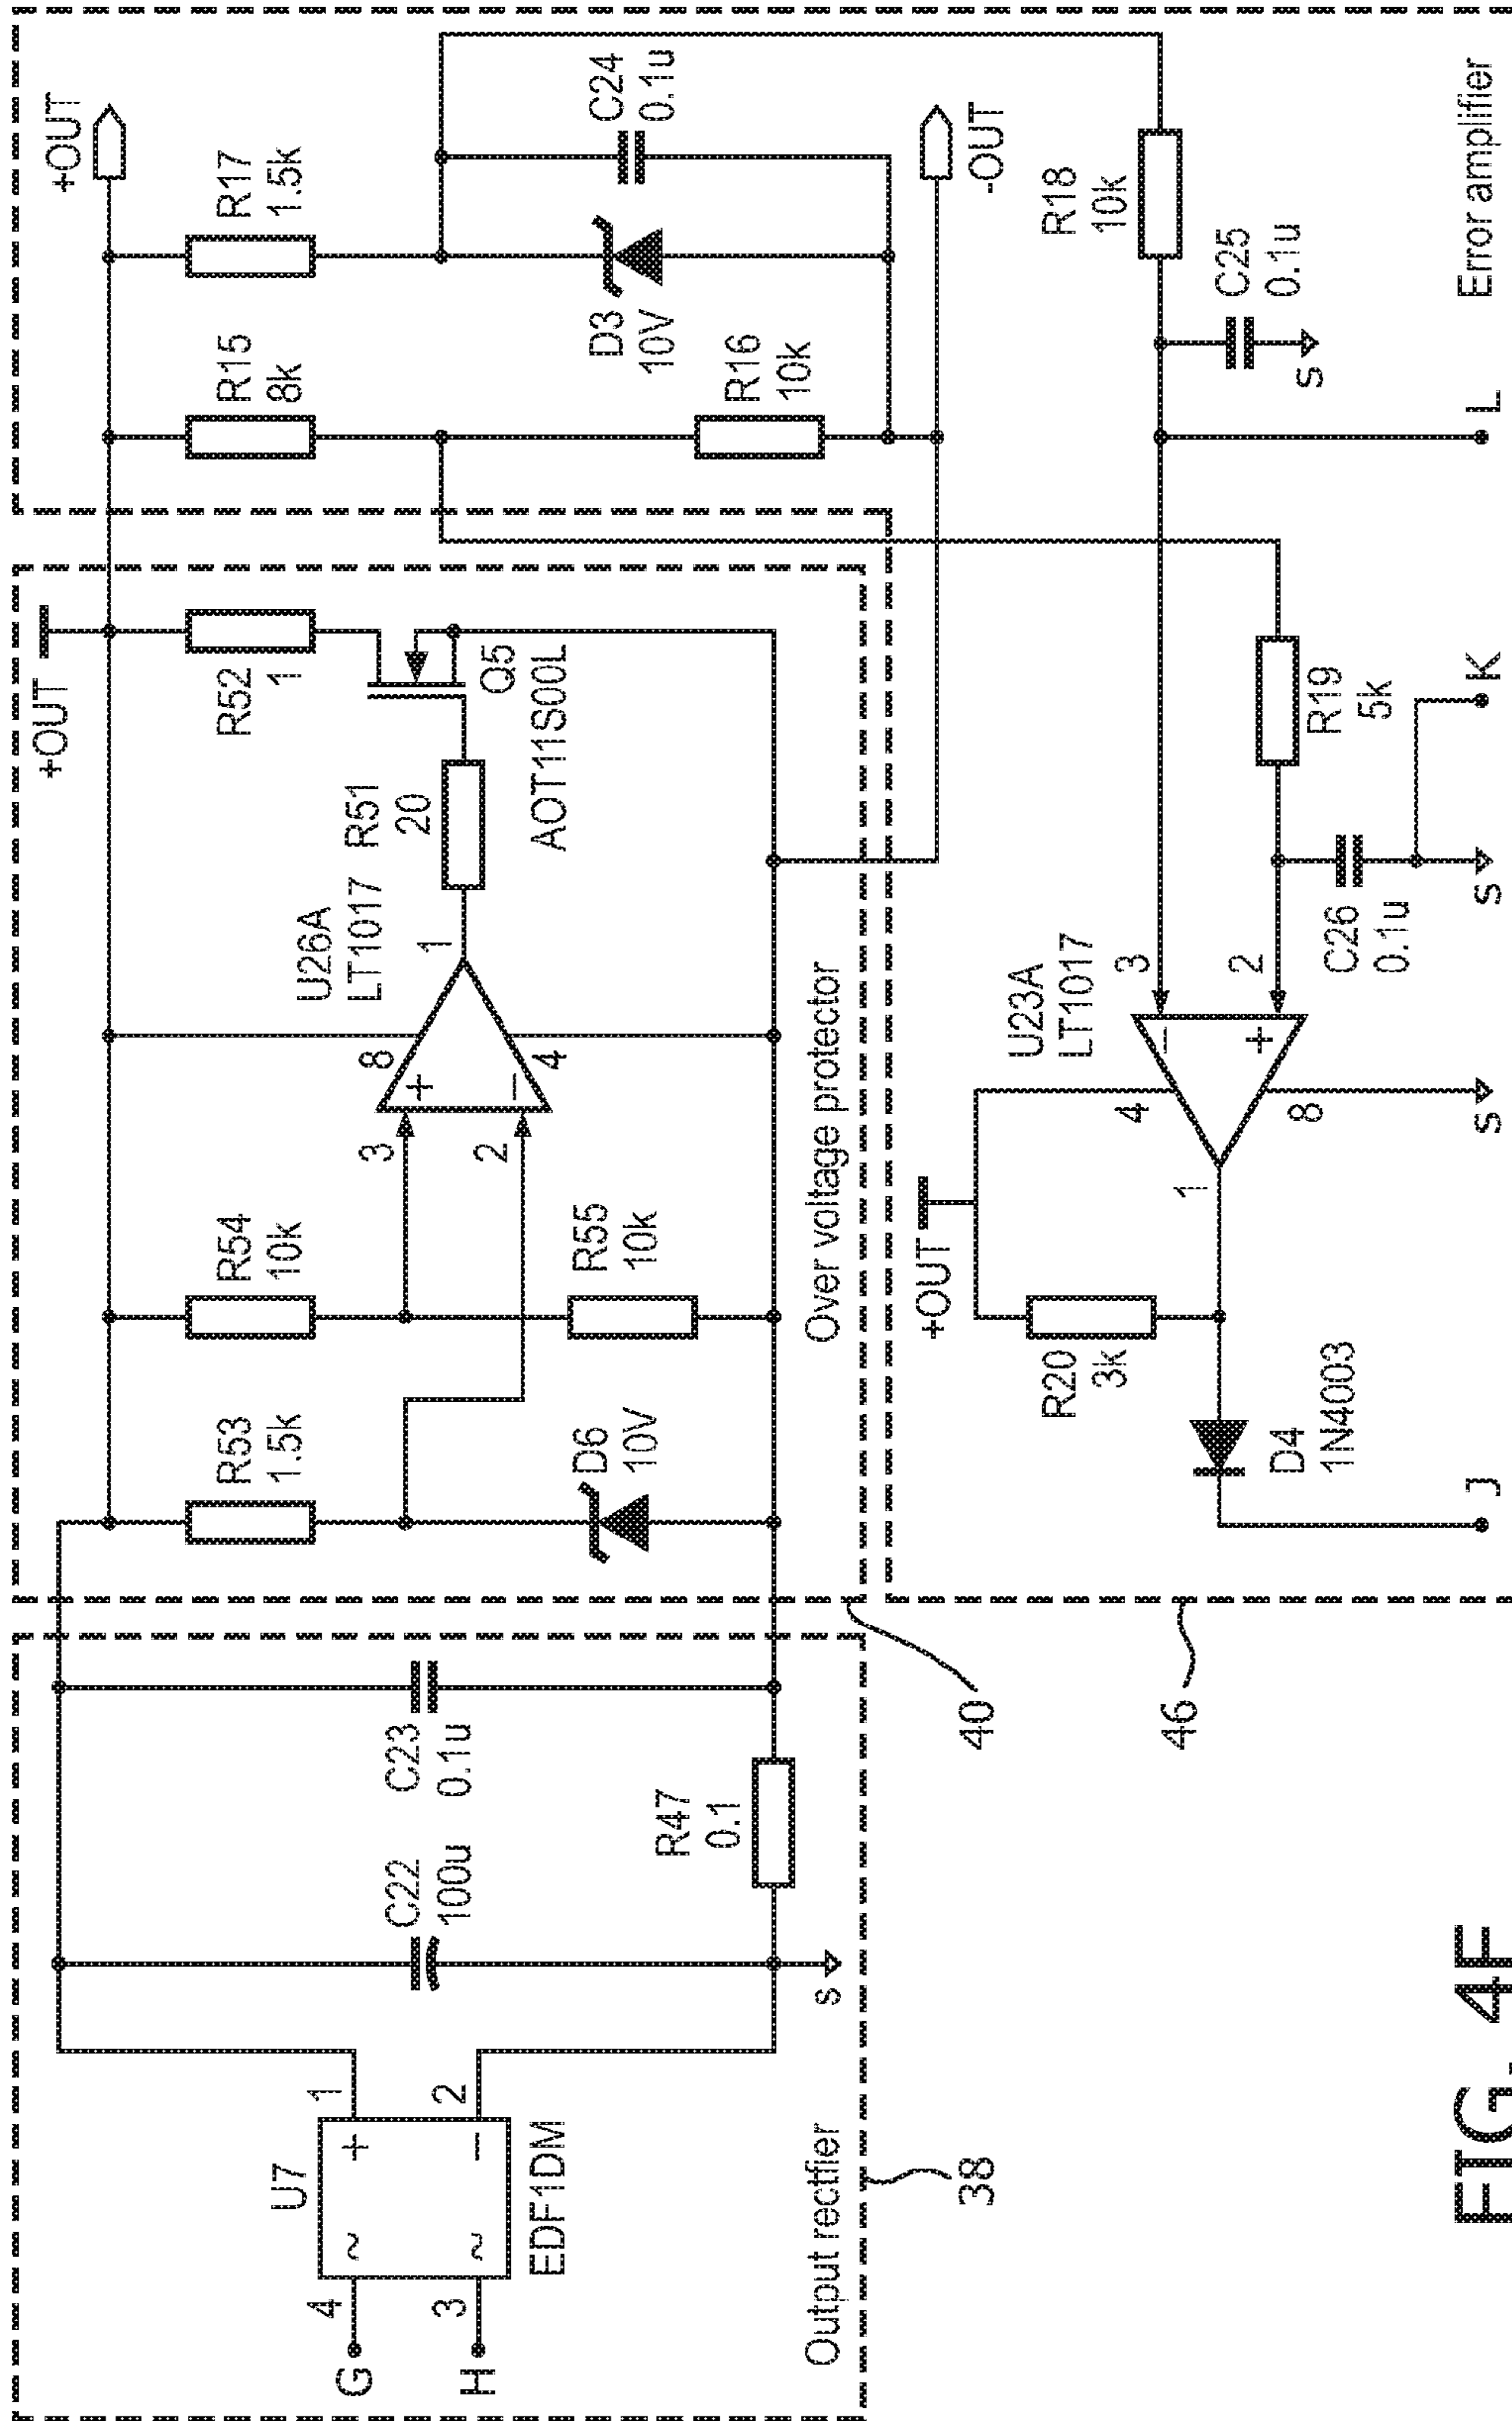 G
H
4
3
~
~
+
−
U7
EDF1DM
1
2
Output rectifier
38
C22
100u
s
C23
0.1u
R47
0.1
40
46
R53
1.5k
D6
10V
R54
10k
R55
10k
3
2
+
−
8
4
U26A
LT1017
1
R51
20
Q5
AOT11S00L
R52
1
+OUT
Over voltage protector
+OUT
R15
8k
R16
10k
R17
1.5k
D3
10V
C24
0.1u
-OUT
R18
10k
C25
0.1u
s
L
Error amplifier
R19
5k
K
C26
0.1u
s
U23A
LT1017
3
2
−
+
4
8
s
1
+OUT
R20
3k
D4
1N4003
J
FIG. 4F